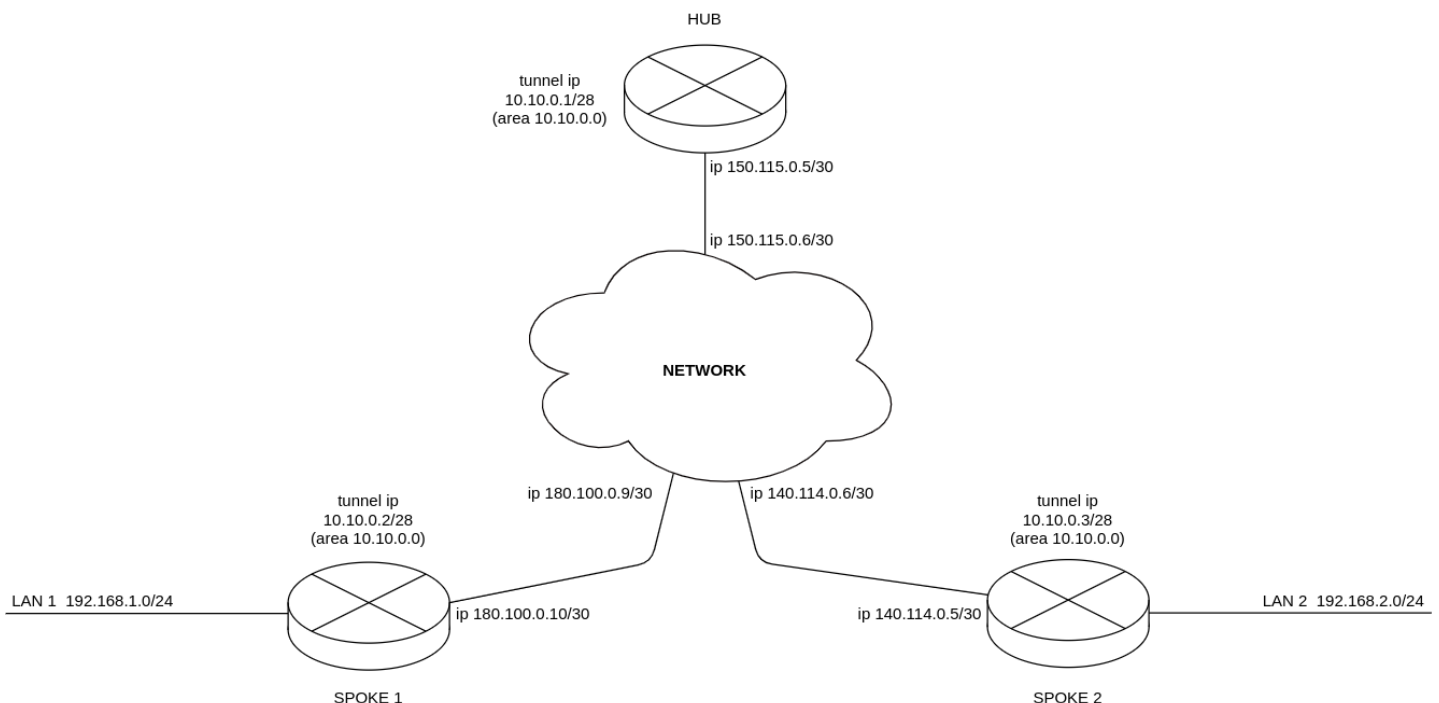 HUB
tunnel ip
10.10.0.1/28
(area 10.10.0.0)
ip 150.115.0.5/30
ip 150.115.0.6/30
NETWORK
ip 180.100.0.9/30
ip 140.114.0.6/30
tunnel ip
10.10.0.2/28
(area 10.10.0.0)
tunnel ip
10.10.0.3/28
(area 10.10.0.0)
LAN 1  192.168.1.0/24
ip 180.100.0.10/30
ip 140.114.0.5/30
LAN 2  192.168.2.0/24
SPOKE 1
SPOKE 2